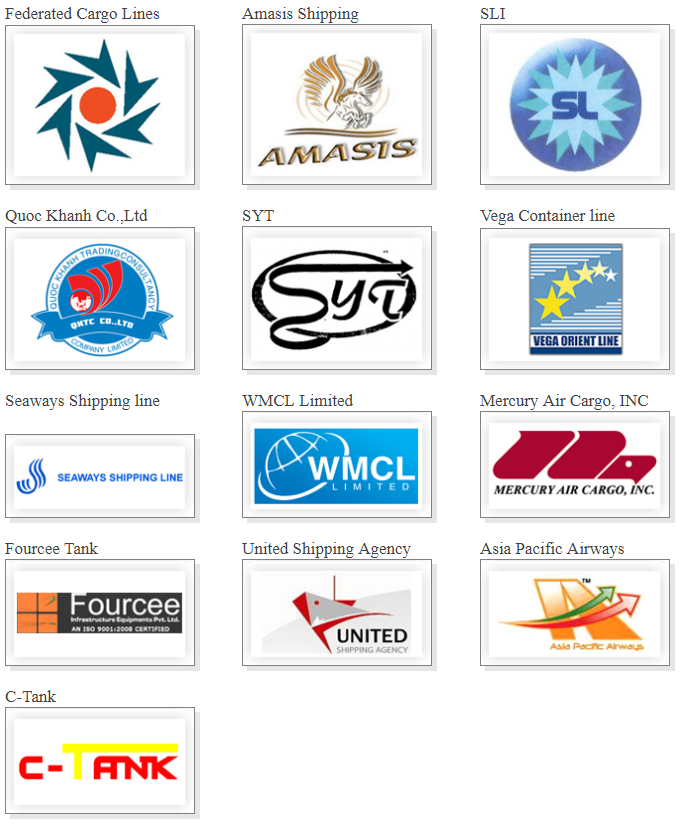 Federated Cargo Lines
Amasis Shipping
SLI
AMASIS
SL
Quoc Khanh Co.,Ltd
SYT
Vega Container line
QUOC KHANH TRADING CONSULTANCY
QKTC CO.,LTD
COMPANY LIMITED
Syt
VEGA ORIENT LINE
Seaways Shipping line
WMCL Limited
Mercury Air Cargo, INC
SEAWAYS SHIPPING LINE
WMCL
LIMITED
MERCURY AIR CARGO, INC.
Fourcee Tank
United Shipping Agency
Asia Pacific Airways
Fourcee
Infrastructure Equipments Pvt. Ltd.
AN ISO 9001:2008 CERTIFIED
UNITED
SHIPPING AGENCY
TM
Asia Pacific Airways
C-Tank
C-TANK